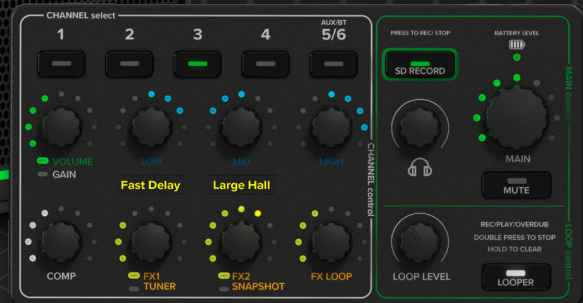 CHANNEL select
1
2
3
4
AUX/BT
5/6
VOLUME
GAIN
LOW
MID
HIGH
Fast Delay
Large Hall
COMP
FX1
TUNER
FX2
SNAPSHOT
FX LOOP
CHANNEL control
PRESS TO REC/ STOP
SD RECORD
BATTERY LEVEL
MAIN
MUTE
MAIN control
LOOP LEVEL
REC/PLAY/OVERDUB
DOUBLE PRESS TO STOP
HOLD TO CLEAR
LOOPER
LOOP control